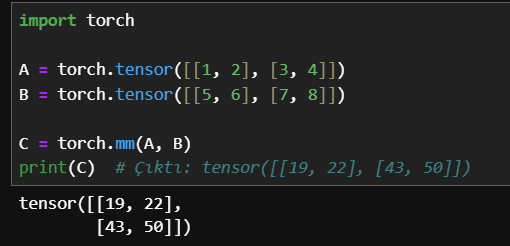 import torch
A = torch.tensor([[1, 2], [3, 4]])
B = torch.tensor([[5, 6], [7, 8]])
C = torch.mm(A, B)
print(C)  # Çıktı: tensor([[19, 22], [43, 50]])
tensor([[19, 22],
        [43, 50]])